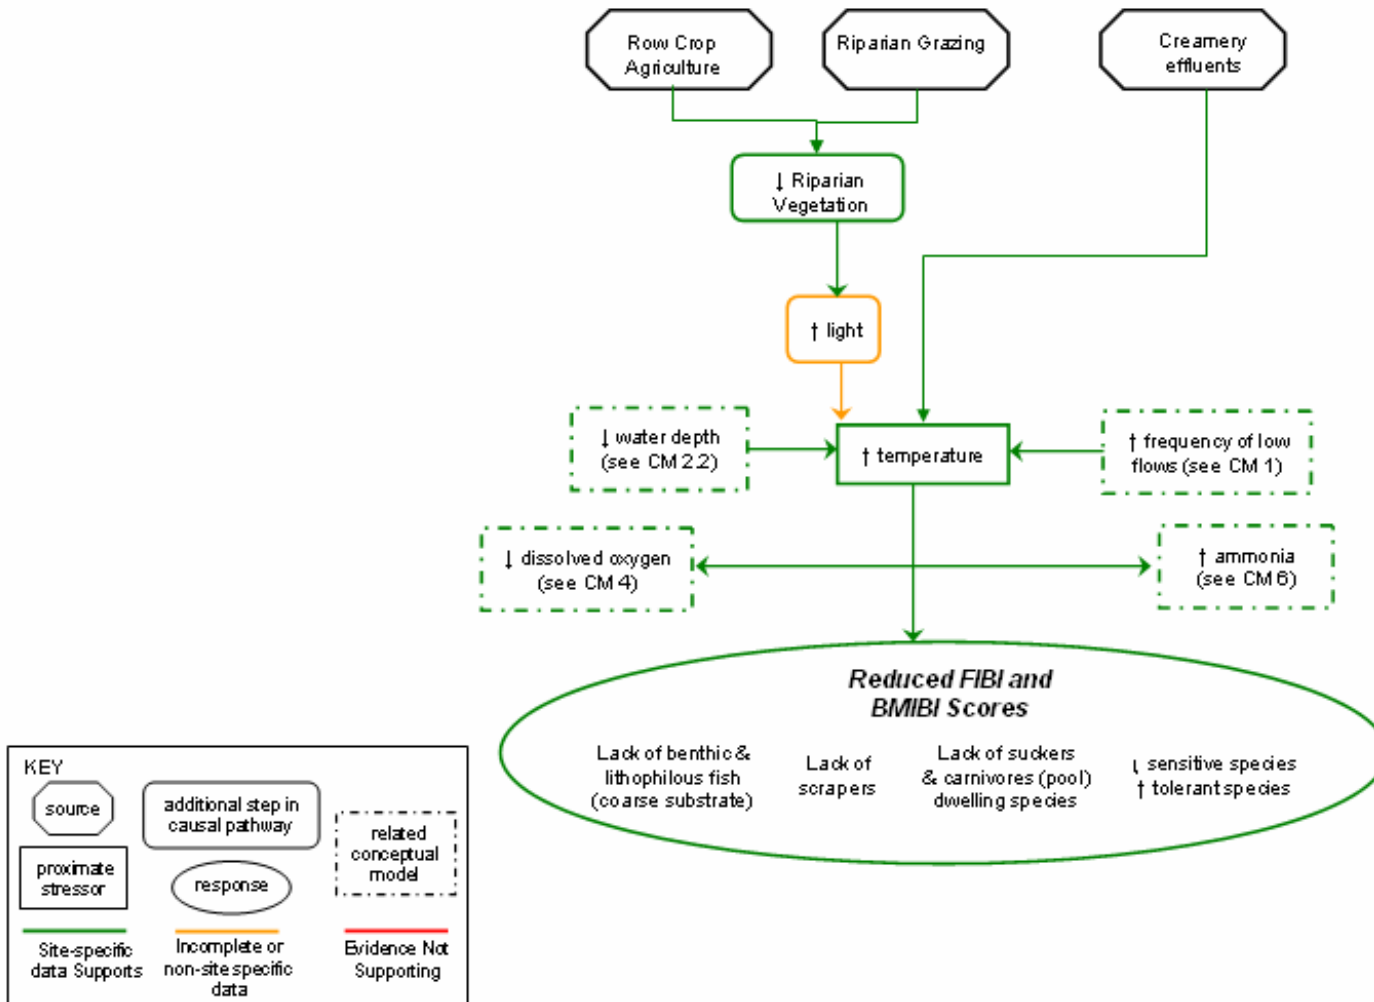 Row Crop
Agriculture
Riparian Grazing
Creamery
effluents
↓ Riparian
Vegetation
↑ light
↓ water depth
(see CM 2.2)
↑ temperature
↑ frequency of low
flows (see CM 1)
↓ dissolved oxygen
(see CM 4)
↑ ammonia
(see CM 6)
Reduced FIBI and
BMIBI Scores
Lack of benthic &
lithophilous fish
(coarse substrate)
Lack of
scrapers
Lack of suckers
& carnivores (pool)
dwelling species
↓ sensitive species
↑ tolerant species
KEY
source
additional step in
causal pathway
related
conceptual
model
proximate
stressor
response
Site-specific
data Supports
Incomplete or
non-site specific
data
Evidence Not
Supporting